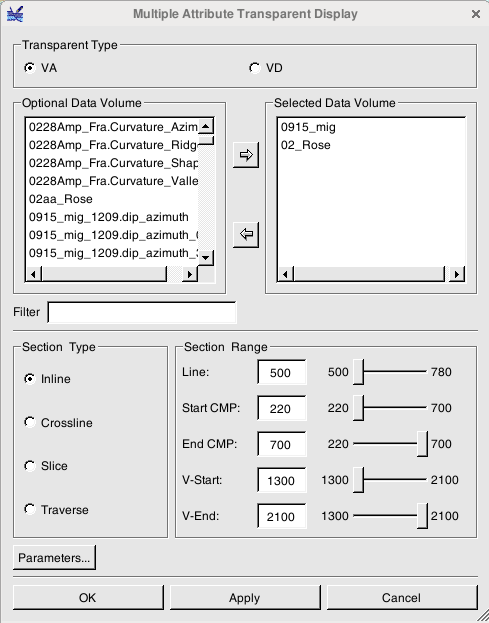 Multiple Attribute Transparent Display
Transparent Type
VA
VD
Optional Data Volume
0228Amp_Fra.Curvature_Azim
0228Amp_Fra.Curvature_Ridg
0228Amp_Fra.Curvature_Shap
0228Amp_Fra.Curvature_Valle
02aa_Rose
0915_mig_1209.dip_azimuth
0915_mig_1209.dip_azimuth_
0915_mig_1209.dip_azimuth_
Selected Data Volume
0915_mig
02_Rose
Filter
Section Type
Inline
Crossline
Slice
Traverse
Section Range
Line: 500 500 780
Start CMP: 220 220 700
End CMP: 700 220 700
V-Start: 1300 1300 2100
V-End: 2100 1300 2100
Parameters...
OK Apply Cancel